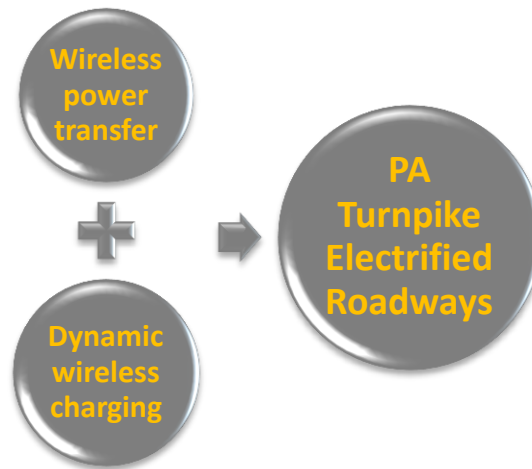 Wireless
power
transfer
Dynamic
wireless
charging
PA
Turnpike
Electrified
Roadways